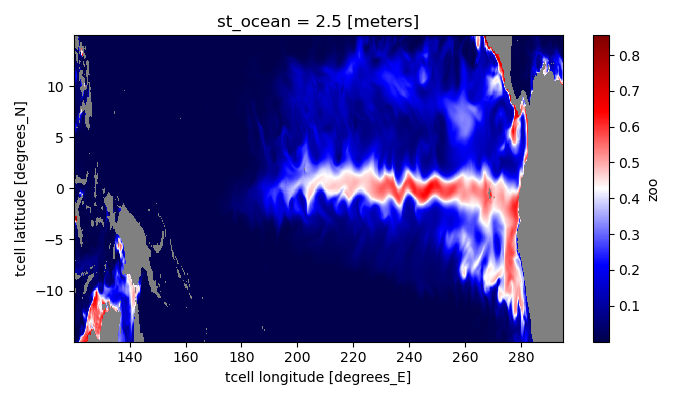 st_ocean = 2.5 [meters]
10
5
0
−5
−10
tcell latitude [degrees_N]
140 160 180 200 220 240 260 280
tcell longitude [degrees_E]
0.8
0.7
0.6
0.5
0.4
0.3
0.2
0.1
zoo